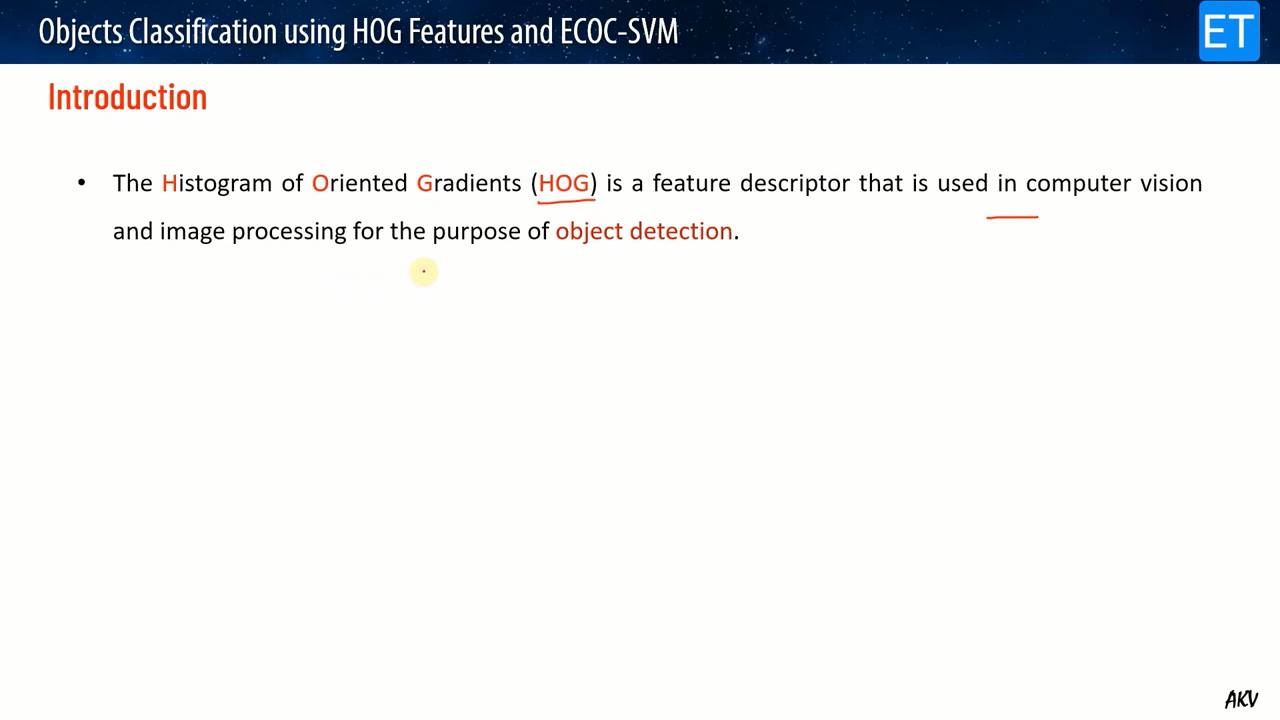 Objects Classification using HOG Features and ECOC-SVM
ET
Introduction
• The Histogram of Oriented Gradients (HOG) is a feature descriptor that is used in computer vision
and image processing for the purpose of object detection.
AKV